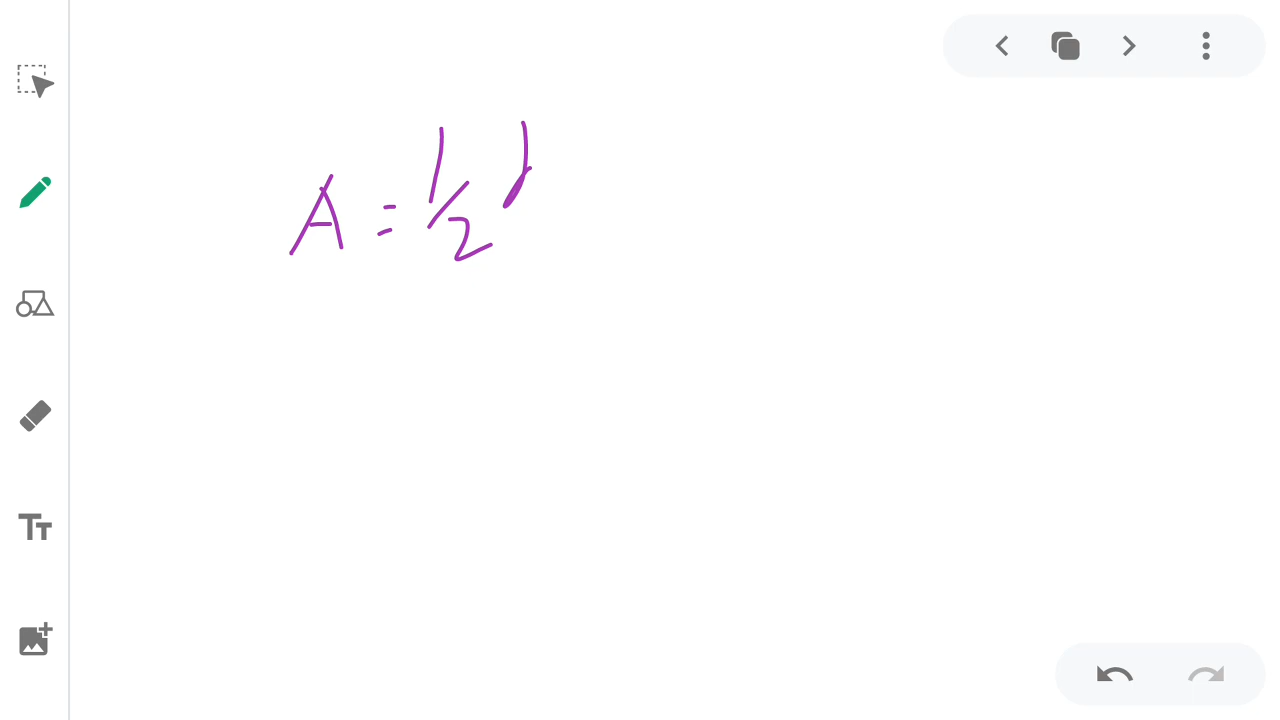 A = 1/2